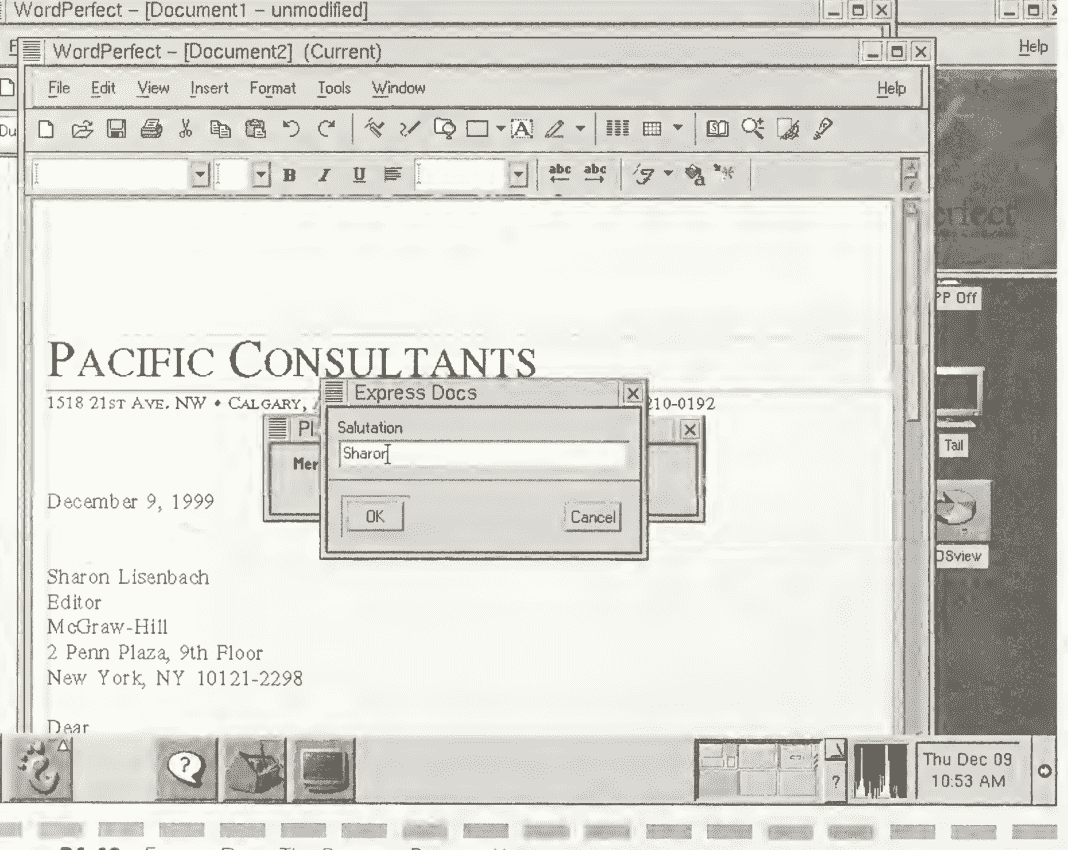 WordPerfect – [Document1 – unmodified]
Help
WordPerfect – [Document2] (Current)
File Edit View Insert Format Tools Window Help
B I U abc abc
PACIFIC CONSULTANTS
1518 21ST AVE. NW • CALGARY, 210-0192
Express Docs
Salutation
Sharon
OK Cancel
December 9, 1999
Sharon Lisenbach
Editor
McGraw-Hill
2 Penn Plaza, 9th Floor
New York, NY 10121-2298
Dear
Off
Tail
Thu Dec 09
10:53 AM